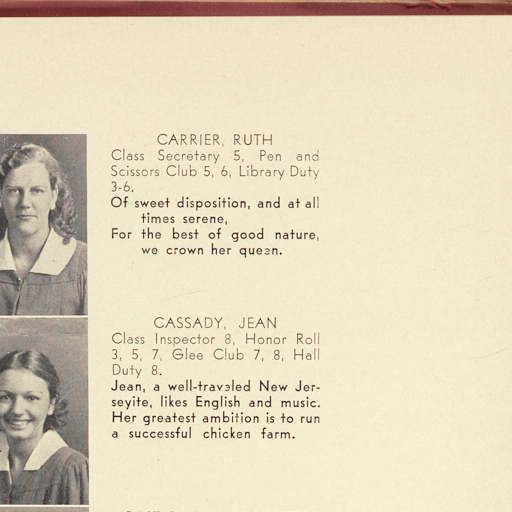 CARRIER, RUTH
Class Secretary 5, Pen and
Scissors Club 5, 6, Library Duty
3-6.
Of sweet disposition, and at all
times serene,
For the best of good nature,
we crown her queen.
CASSADY, JEAN
Class Inspector 8, Honor Roll
3, 5, 7, Glee Club 7, 8, Hall
Duty 8.
Jean, a well-traveled New Jer-
seyite, likes English and music.
Her greatest ambition is to run
a successful chicken farm.